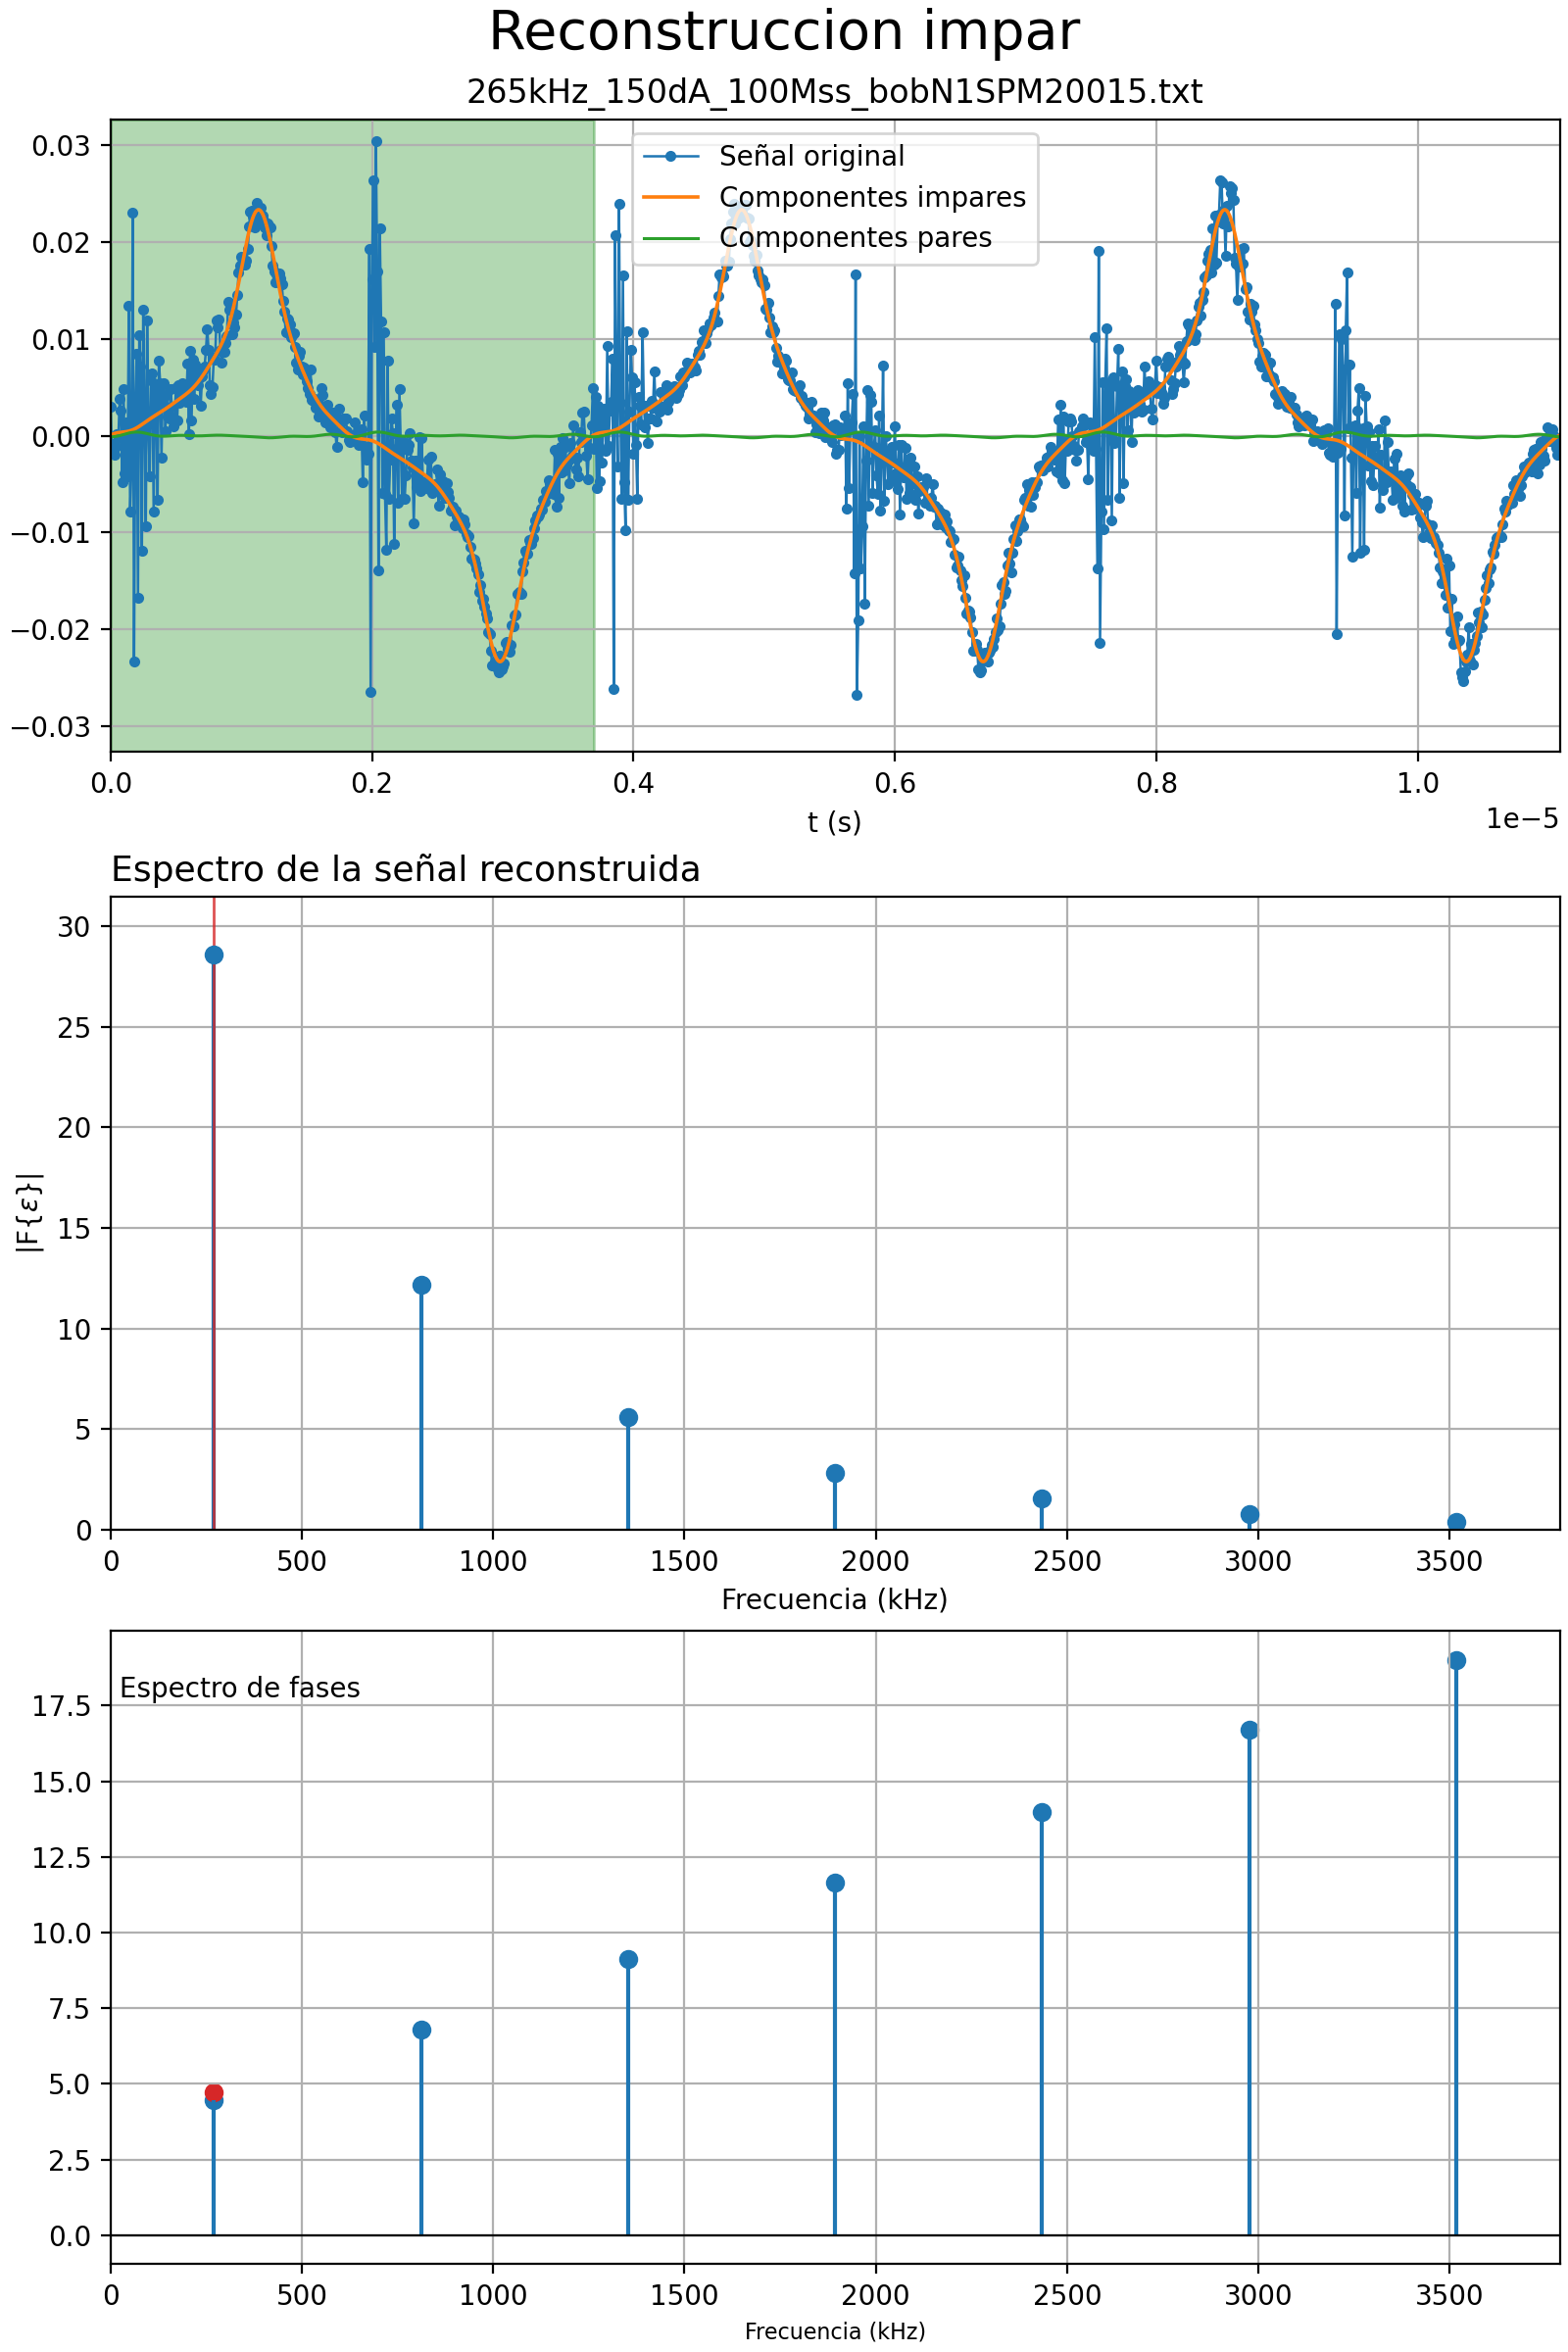 Reconstruccion impar
265kHz_150dA_100Mss_bobN1SPM20015.txt
0.03
0.02
0.01
0.00
−0.01
−0.02
−0.03
Señal original
Componentes impares
Componentes pares
0.0 0.2 0.4 0.6 0.8 1.0
1e−5
t (s)
Espectro de la señal reconstruida
30
25
20
15
10
5
0
|F{ε}|
0 500 1000 1500 2000 2500 3000 3500
Frecuencia (kHz)
Espectro de fases
17.5
15.0
12.5
10.0
7.5
5.0
2.5
0.0
0 500 1000 1500 2000 2500 3000 3500
Frecuencia (kHz)